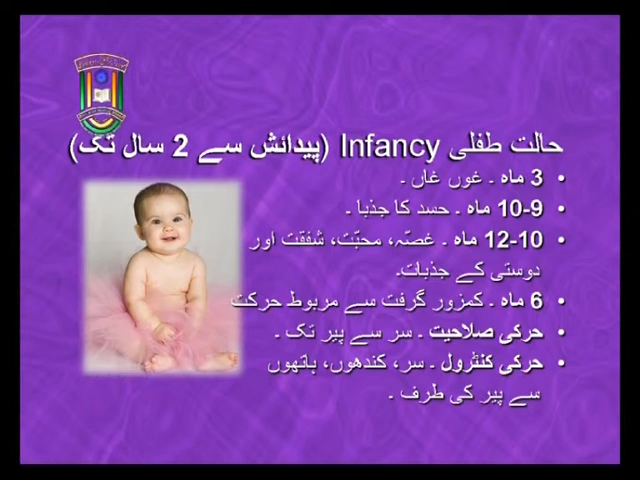 حالت طفلی Infancy (پیدائش سے 2 سال تک)
• 3 ماہ ۔ غوں غاں ۔
• 9-10 ماہ ۔ حسد کا جذبا ۔
• 10-12 ماہ ۔ غصّہ، محبّت، شفقت اور
دوستی کے جذبات۔
• 6 ماہ ۔ کمزور گرفت سے مربوط حرکت
• حرکی صلاحیت ۔ سر سے پیر تک ۔
• حرکی کنٹرول ۔ سر، کندھوں، ہاتھوں
سے پیر کی طرف ۔